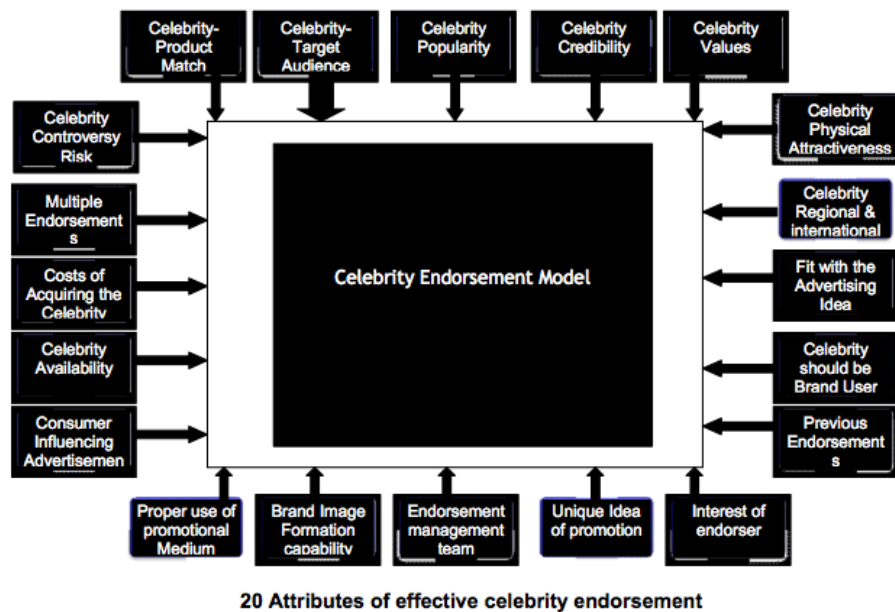 Celebrity-
Product
Match
Celebrity-
Target
Audience
Celebrity
Popularity
Celebrity
Credibility
Celebrity
Values
Celebrity
Controversy
Risk
Celebrity
Physical
Attractiveness
Multiple
Endorsement
s
Celebrity
Regional &
international
Costs of
Acquiring the
Celebrity
Celebrity Endorsement Model
Fit with the
Advertising
Idea
Celebrity
Availability
Celebrity
should be
Brand User
Consumer
Influencing
Advertisemen
Previous
Endorsement
s
Proper use of
promotional
Medium
Brand Image
Formation
capability
Endorsement
management
team
Unique Idea
of promotion
Interest of
endorser
20 Attributes of effective celebrity endorsement